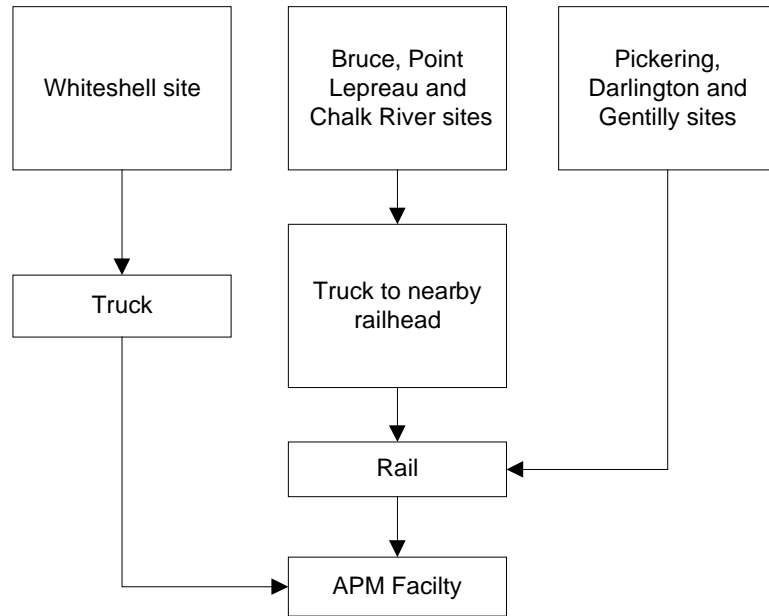 Whiteshell site
Bruce, Point
Lepreau and
Chalk River sites
Pickering,
Darlington and
Gentilly sites
Truck
Truck to nearby
railhead
Rail
APM Facilty